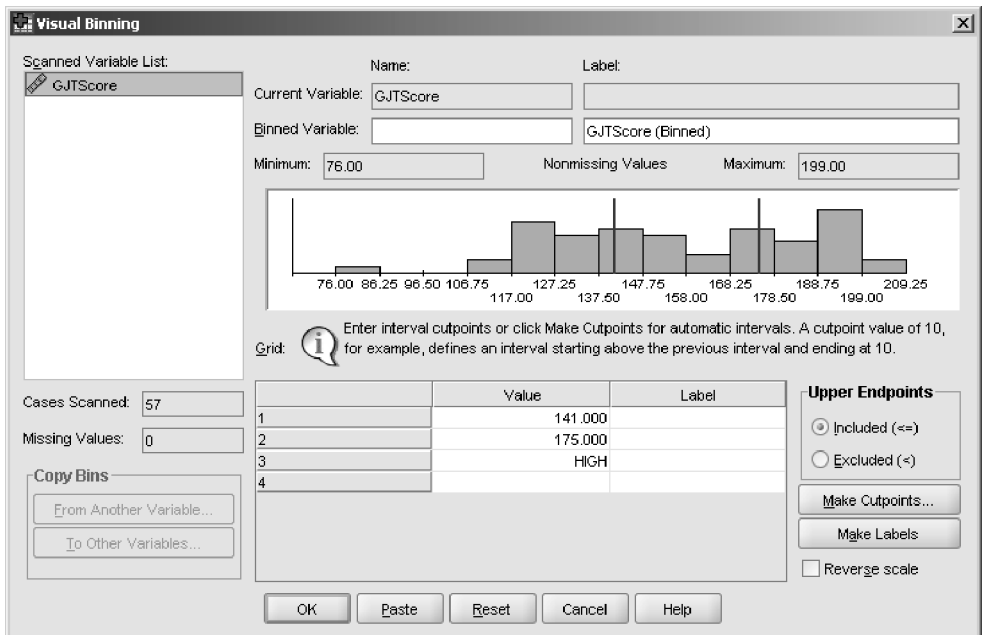 Visual Binning
Scanned Variable List:
GJTScore
Name: Label:
Current Variable: GJTScore
Binned Variable: GJTScore (Binned)
Minimum: 76.00 Nonmissing Values Maximum: 199.00
76.00 86.25 96.50 106.75 127.25 147.75 168.25 188.75 209.25
117.00 137.50 158.00 178.50 199.00
Enter interval cutpoints or click Make Cutpoints for automatic intervals. A cutpoint value of 10,
Grid: for example, defines an interval starting above the previous interval and ending at 10.
Cases Scanned: 57
Missing Values: 0
Copy Bins
From Another Variable...
To Other Variables...
Value Label
1 141.000
2 175.000
3 HIGH
4
Upper Endpoints
Included (<=)
Excluded (<)
Make Cutpoints...
Make Labels
Reverse scale
OK Paste Reset Cancel Help